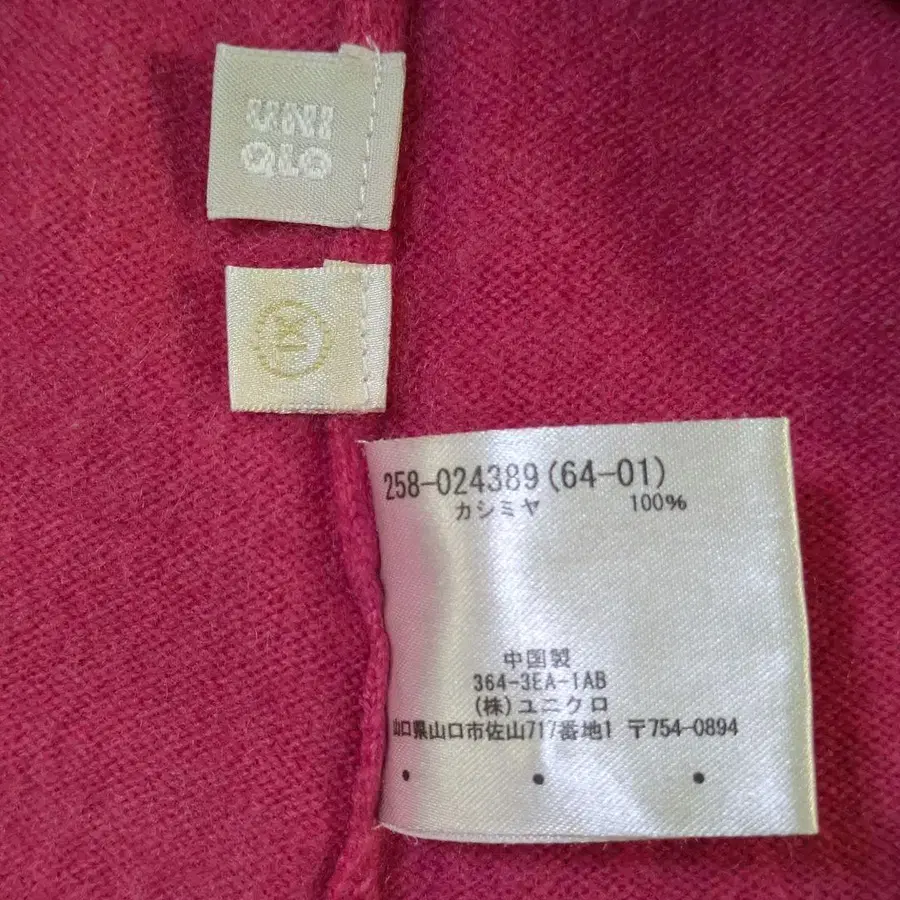 UNI
QLO
XL
258-024389(64-01)
カシミヤ 100%
中国製
364-3EA-1AB
(株)ユニクロ
山口県山口市佐山717番地1 〒754-0894